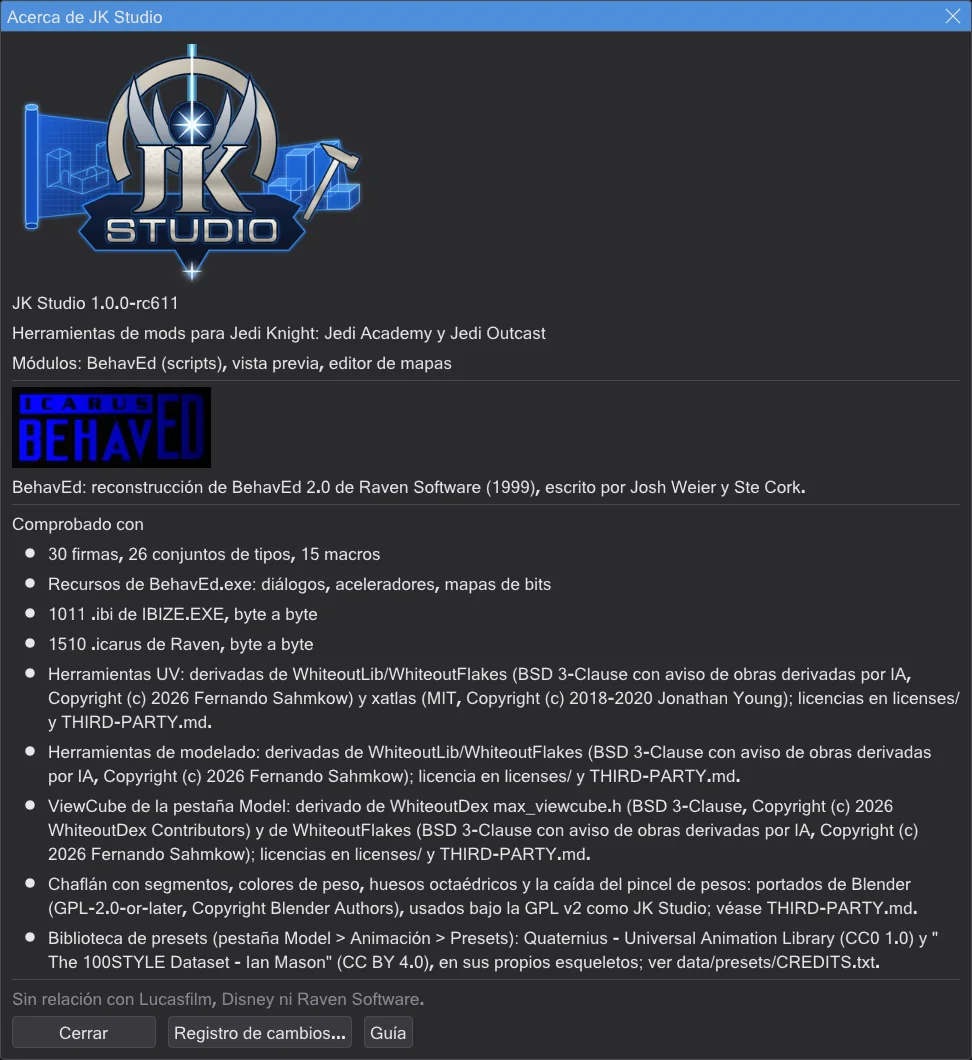 Acerca de JK Studio
JK
STUDIO
JK Studio 1.0.0-rc611
Herramientas de mods para Jedi Knight: Jedi Academy y Jedi Outcast
Módulos: BehavEd (scripts), vista previa, editor de mapas
ICARUS
BEHAVED
BehavEd: reconstrucción de BehavEd 2.0 de Raven Software (1999), escrito por Josh Weier y Ste Cork.
Comprobado con
30 firmas, 26 conjuntos de tipos, 15 macros
Recursos de BehavEd.exe: diálogos, aceleradores, mapas de bits
1011 .ibi de IBIZE.EXE, byte a byte
1510 .icarus de Raven, byte a byte
Herramientas UV: derivadas de WhiteoutLib/WhiteoutFlakes (BSD 3-Clause con aviso de obras derivadas por IA,
Copyright (c) 2026 Fernando Sahmkow) y xatlas (MIT, Copyright (c) 2018-2020 Jonathan Young); licencias en licenses/
y THIRD-PARTY.md.
Herramientas de modelado: derivadas de WhiteoutLib/WhiteoutFlakes (BSD 3-Clause con aviso de obras derivadas
por IA, Copyright (c) 2026 Fernando Sahmkow); licencia en licenses/ y THIRD-PARTY.md.
ViewCube de la pestaña Model: derivado de WhiteoutDex max_viewcube.h (BSD 3-Clause, Copyright (c) 2026
WhiteoutDex Contributors) y de WhiteoutFlakes (BSD 3-Clause con aviso de obras derivadas por IA, Copyright (c)
2026 Fernando Sahmkow); licencias en licenses/ y THIRD-PARTY.md.
Chaflán con segmentos, colores de peso, huesos octaédricos y la caída del pincel de pesos: portados de Blender
(GPL-2.0-or-later, Copyright Blender Authors), usados bajo la GPL v2 como JK Studio; véase THIRD-PARTY.md.
Biblioteca de presets (pestaña Model > Animación > Presets): Quaternius - Universal Animation Library (CC0 1.0) y "
The 100STYLE Dataset - Ian Mason" (CC BY 4.0), en sus propios esqueletos; ver data/presets/CREDITS.txt.
Sin relación con Lucasfilm, Disney ni Raven Software.
Cerrar
Registro de cambios...
Guía